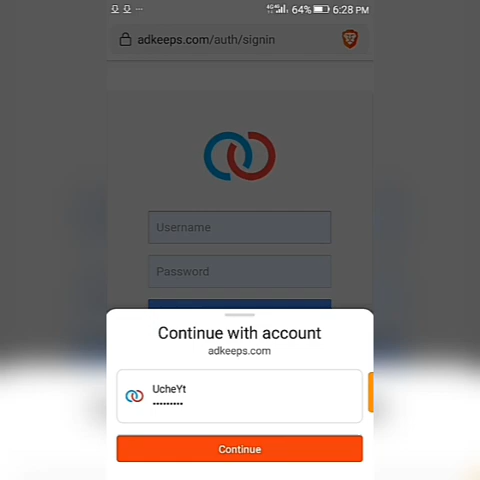 64% 6:28 PM
adkeeps.com/auth/signin
Username
Password
Continue with account
adkeeps.com
UcheYt
•••••••••
Continue